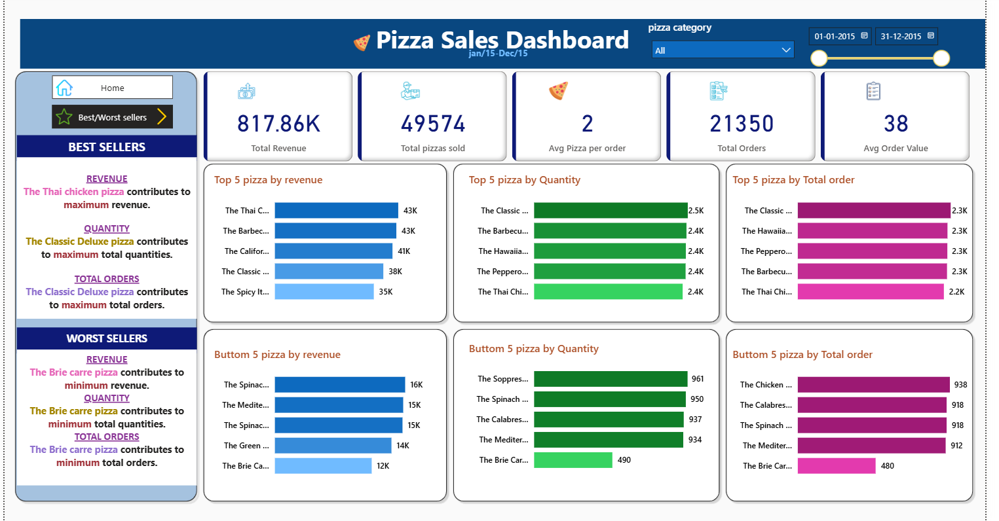 Pizza Sales Dashboard
jan/15-Dec/15
pizza category
All
01-01-2015
31-12-2015
Home
Best/Worst sellers
BEST SELLERS
REVENUE
The Thai chicken pizza contributes to
maximum revenue.
QUANTITY
The Classic Deluxe pizza contributes
to maximum total quantities.
TOTAL ORDERS
The Classic Deluxe pizza contributes
to maximum total orders.
WORST SELLERS
REVENUE
The Brie carre pizza contributes to
minimum revenue.
QUANTITY
The Brie carre pizza contributes to
minimum total quantities.
TOTAL ORDERS
The Brie carre pizza contributes to
minimum total orders.
817.86K
Total Revenue
49574
Total pizzas sold
2
Avg Pizza per order
21350
Total Orders
38
Avg Order Value
Top 5 pizza by revenue
The Thai C... 43K
The Barbec... 43K
The Califor... 41K
The Classic ... 38K
The Spicy It... 35K
Top 5 pizza by Quantity
The Classic ... 2.5K
The Barbecu... 2.4K
The Hawaiia... 2.4K
The Peppero... 2.4K
The Thai Chi... 2.4K
Top 5 pizza by Total order
The Classic ... 2.3K
The Hawaiia... 2.3K
The Peppero... 2.3K
The Barbecu... 2.3K
The Thai Chi... 2.2K
Buttom 5 pizza by revenue
The Spinac... 16K
The Medite... 15K
The Spinac... 15K
The Green ... 14K
The Brie Ca... 12K
Buttom 5 pizza by Quantity
The Soppres... 961
The Spinach ... 950
The Calabres... 937
The Mediter... 934
The Brie Car... 490
Buttom 5 pizza by Total order
The Chicken ... 938
The Calabres... 918
The Spinach ... 918
The Mediter... 912
The Brie Car... 480